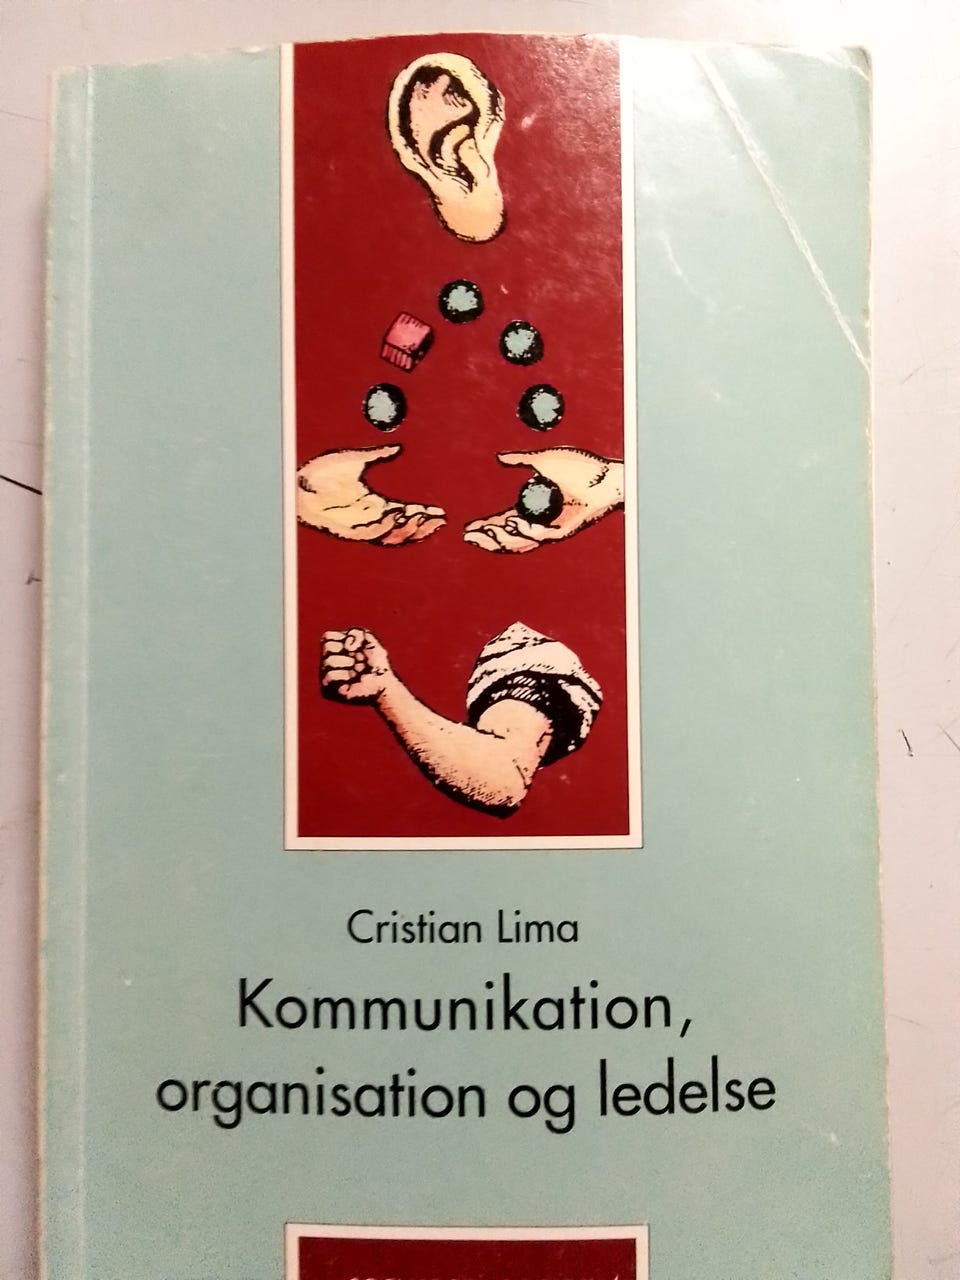 Cristian Lima
Kommunikation,
organisation og ledelse